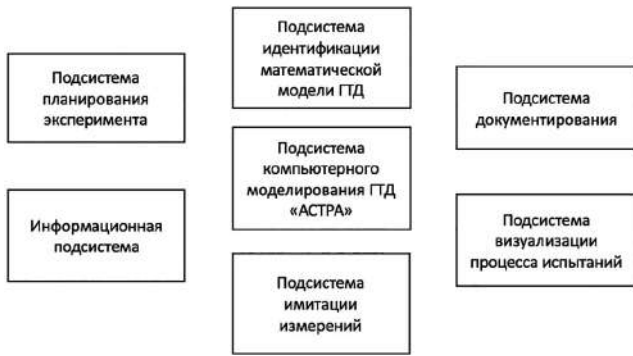 Подсистема
планирования
эксперимента
Информационная
подсистема
Подсистема
идентификации
математической
модели ГТД
Подсистема
компьютерного
моделирования ГТД
«АСТРА»
Подсистема
имитации
измерений
Подсистема
документирования
Подсистема
визуализации
процесса испытаний